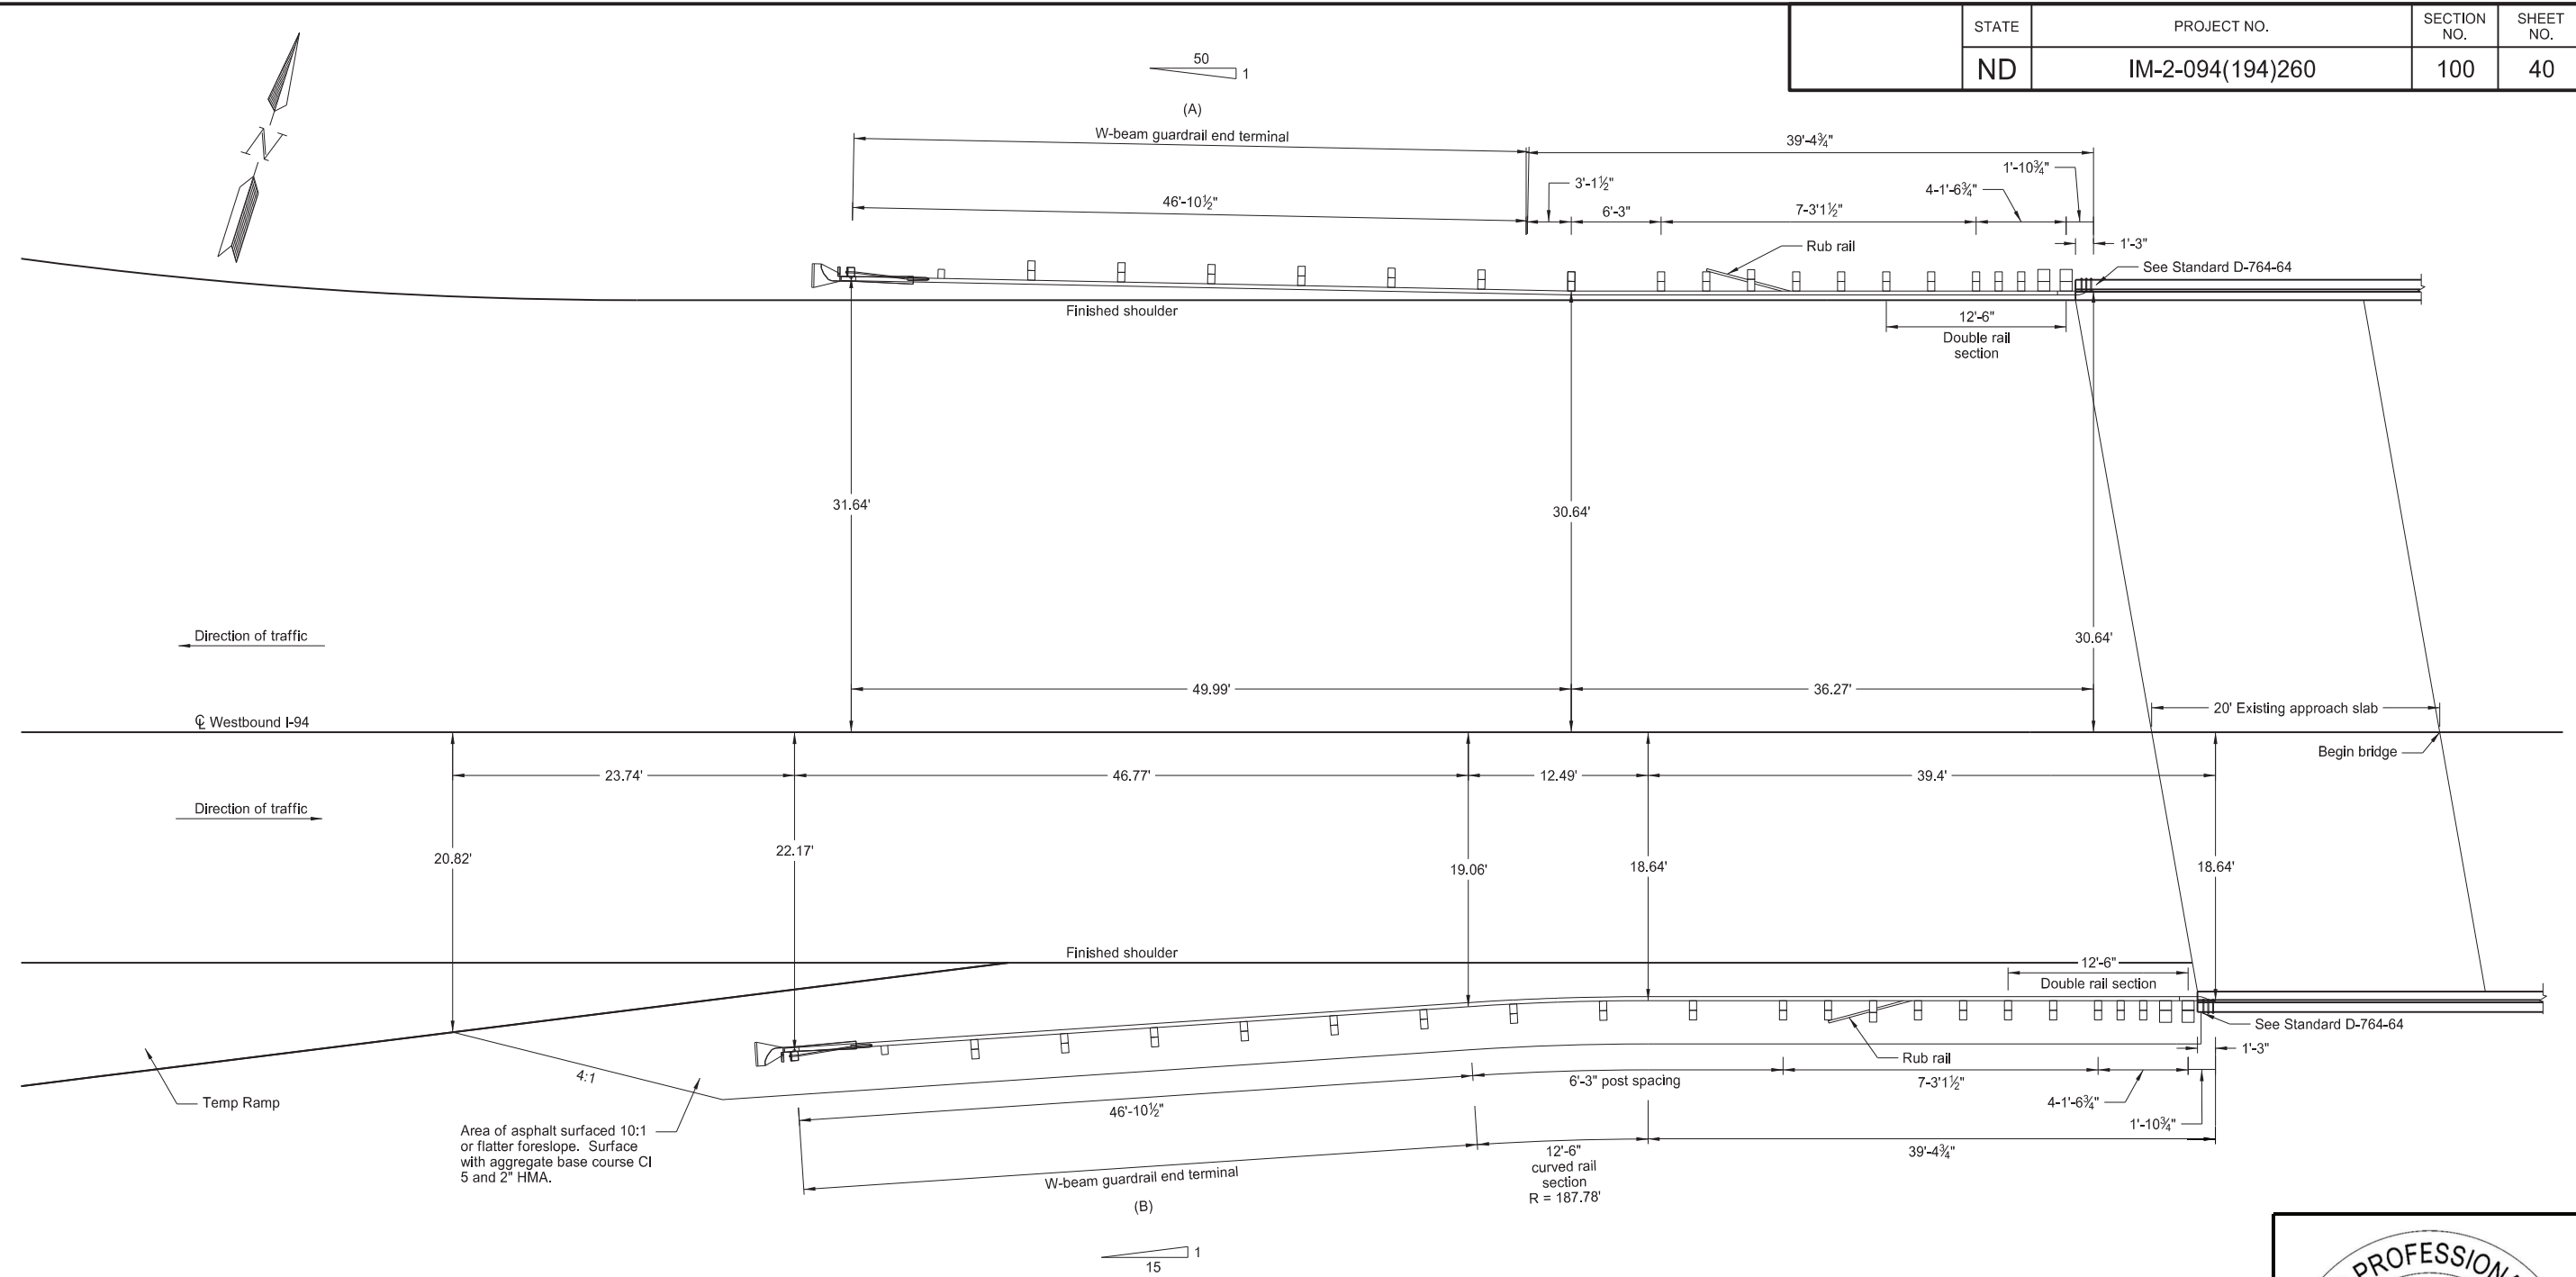 STATE
PROJECT NO.
SECTION
NO.
SHEET
NO.
ND
IM-2-094(194)260
100
40
N
50
1
(A)
W-beam guardrail end terminal
39'-4¾"
1'-10¾"
3'-1½"
4-1'-6¾"
46'-10½"
6'-3"
7-3'1½"
1'-3"
Rub rail
See Standard D-764-64
Finished shoulder
12'-6"
Double rail
section
31.64'
30.64'
30.64'
Direction of traffic
49.99'
36.27'
20' Existing approach slab
℄ Westbound I-94
Begin bridge
23.74'
46.77'
12.49'
39.4'
Direction of traffic
20.82'
22.17'
19.06'
18.64'
18.64'
Finished shoulder
12'-6"
Double rail section
See Standard D-764-64
1'-3"
Rub rail
4:1
6'-3" post spacing
7-3'1½"
Temp Ramp
46'-10½"
4-1'-6¾"
1'-10¾"
Area of asphalt surfaced 10:1
or flatter foreslope. Surface
with aggregate base course Cl
5 and 2" HMA.
W-beam guardrail end terminal
12'-6"
curved rail
section
R = 187.78'
39'-4¾"
(B)
1
15
PROFESSION